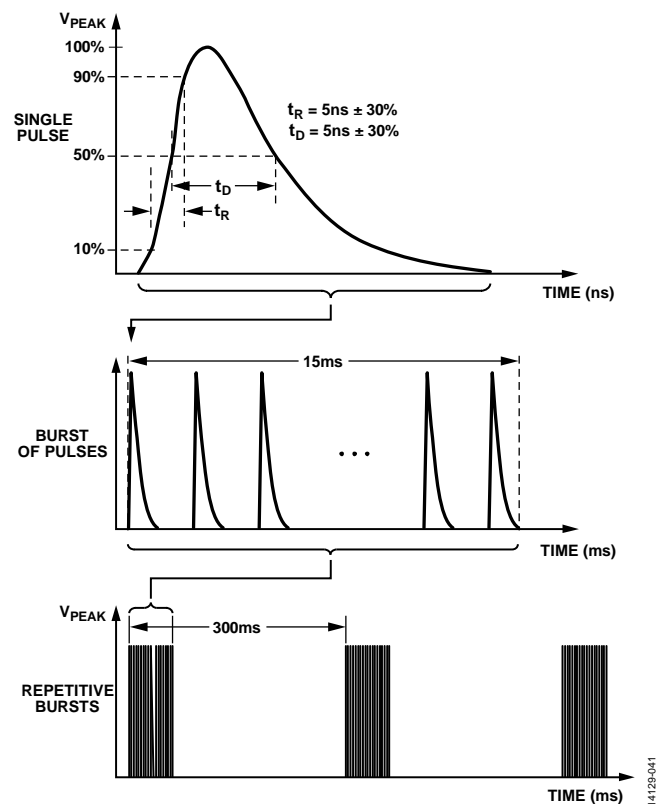 VPEAK
100%
90%
SINGLE
PULSE
50%
10%
tR = 5ns ± 30%
tD = 5ns ± 30%
tD
tR
TIME (ns)
15ms
BURST
OF PULSES
...
TIME (ms)
VPEAK
300ms
REPETITIVE
BURSTS
TIME (ms)
14129-041